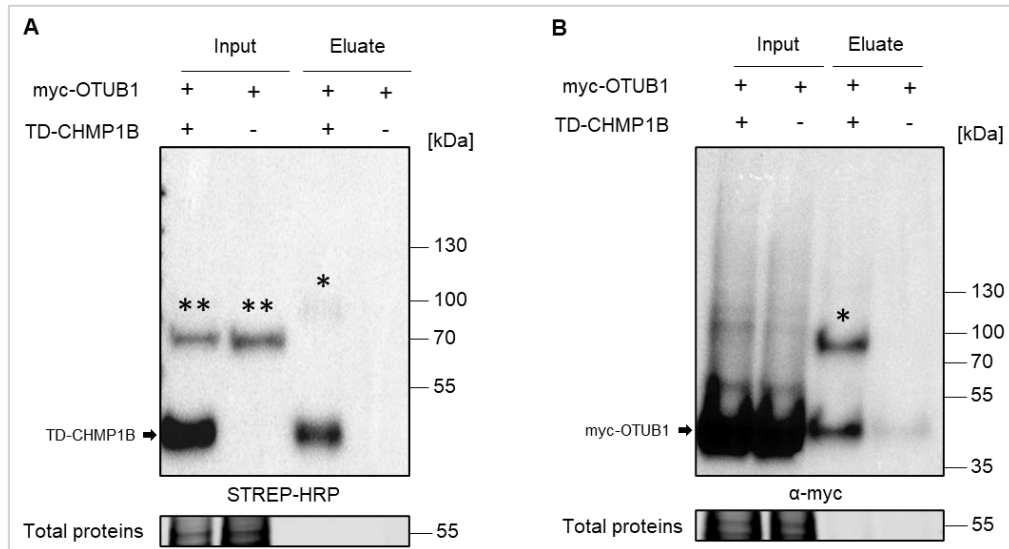 A
Input Eluate
myc-OTUB1 + + + +
TD-CHMP1B + - + -
[kDa]
130
* 
** ** 100
70
55
TD-CHMP1B
STREP-HRP
Total proteins 55
B
Input Eluate
myc-OTUB1 + + + +
TD-CHMP1B + - + -
[kDa]
130
*
100
70
55
myc-OTUB1
35
α-myc
Total proteins 55